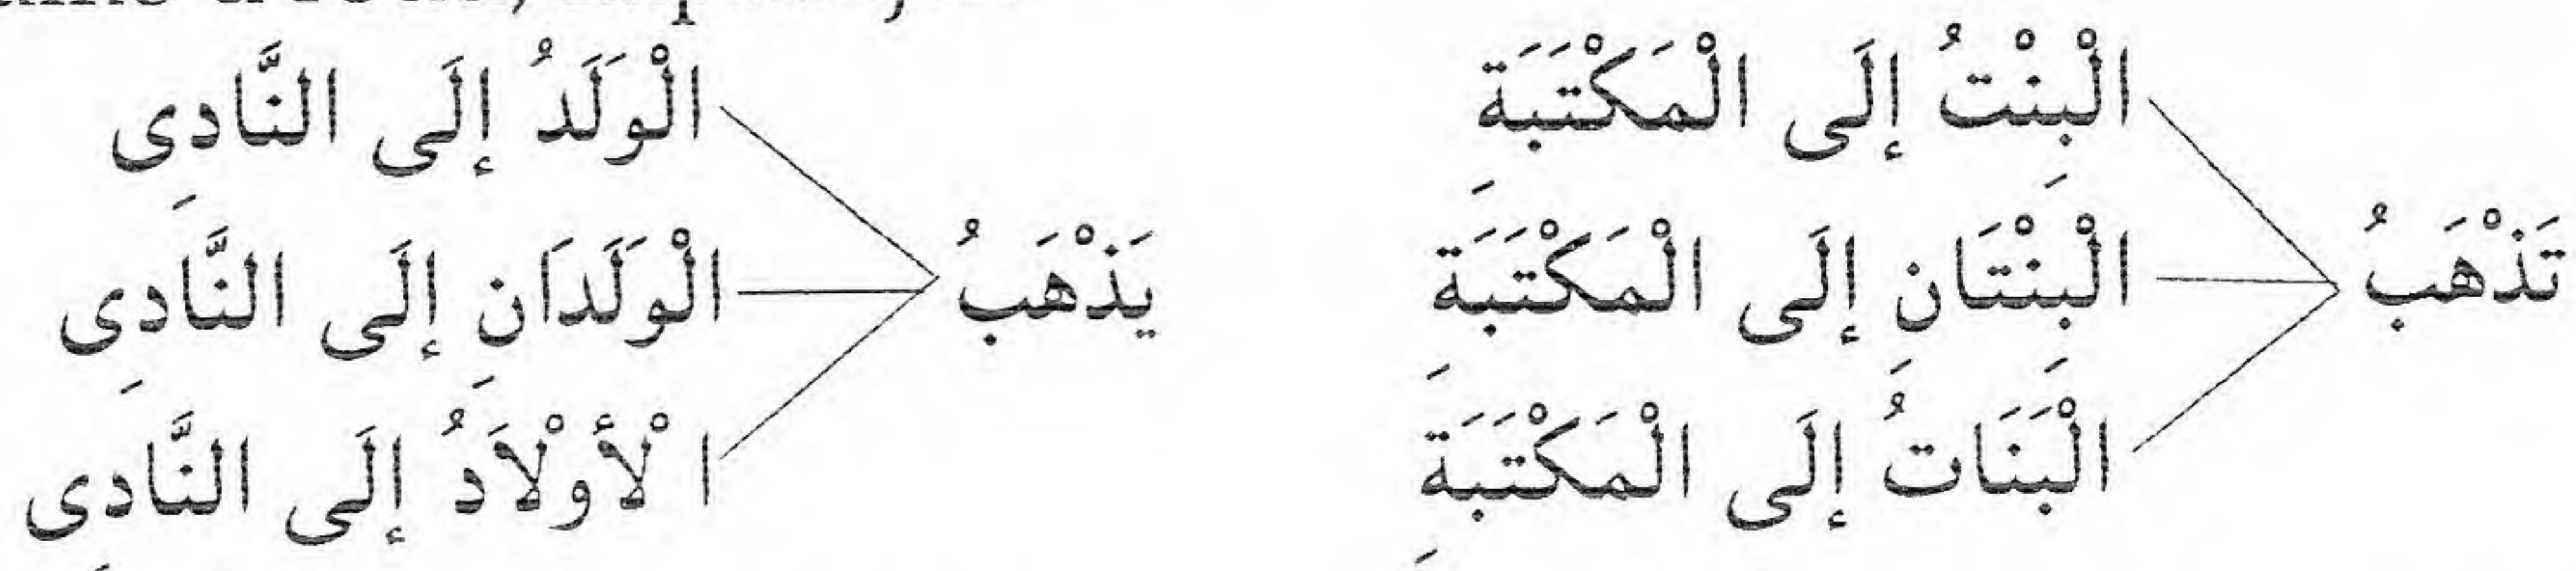 الْبِنْتُ إِلَى الْمَكْتَبَةِ
تَذْهَبُ
الْبِنْتَانِ إِلَى الْمَكْتَبَةِ
الْبَنَاتُ إِلَى الْمَكْتَبَةِ
الْوَلَدُ إِلَى النَّادِى
يَذْهَبُ
الْوَلَدَانِ إِلَى النَّادِى
الْأَوْلَادُ إِلَى النَّادِى